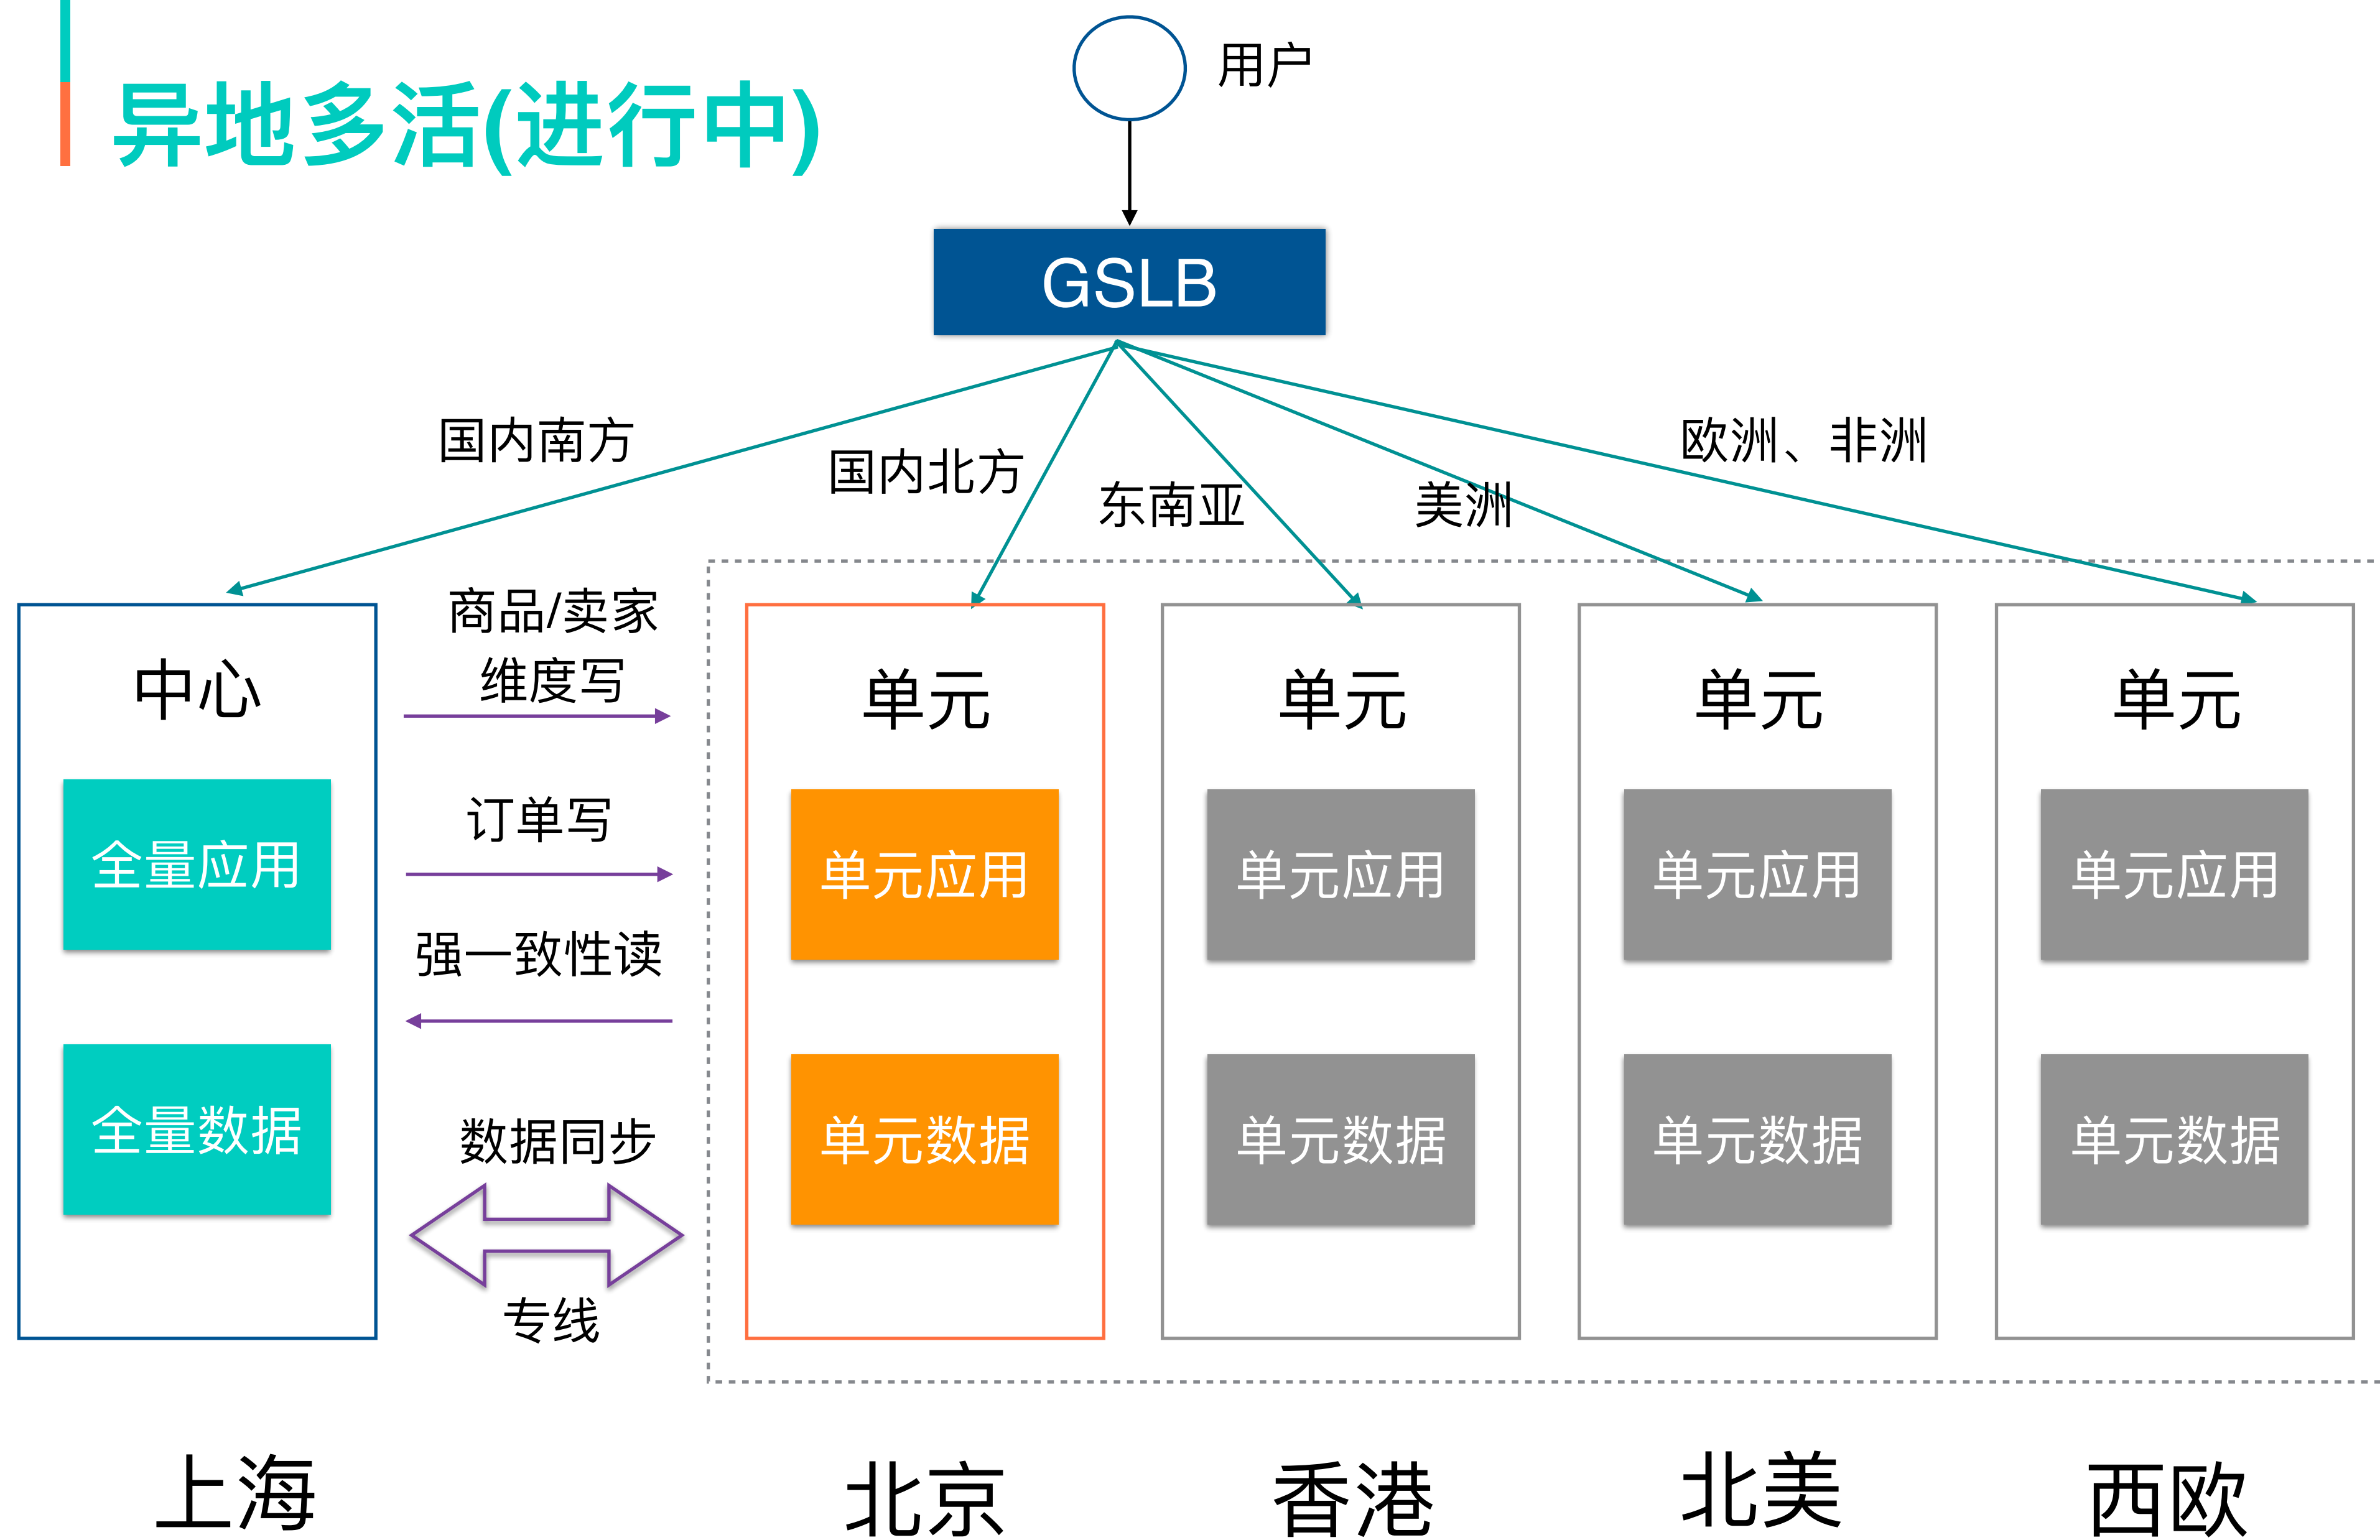 异地多活(进行中)
用户
GSLB
国内南方
国内北方
东南亚
美洲
欧洲、非洲
中心
全量应用
全量数据
商品/卖家
维度写
订单写
强一致性读
数据同步
专线
单元
单元应用
单元数据
单元
单元应用
单元数据
单元
单元应用
单元数据
单元
单元应用
单元数据
上海
北京
香港
北美
西欧